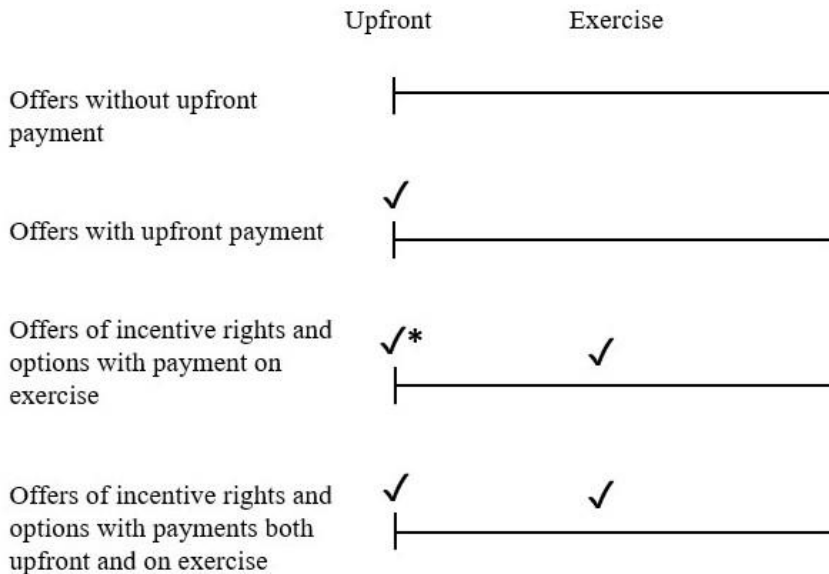 Upfront Exercise
Offers without upfront
payment
✓
Offers with upfront payment
Offers of incentive rights and ✓* ✓
options with payment on
exercise
Offers of incentive rights and ✓ ✓
options with payments both
upfront and on exercise